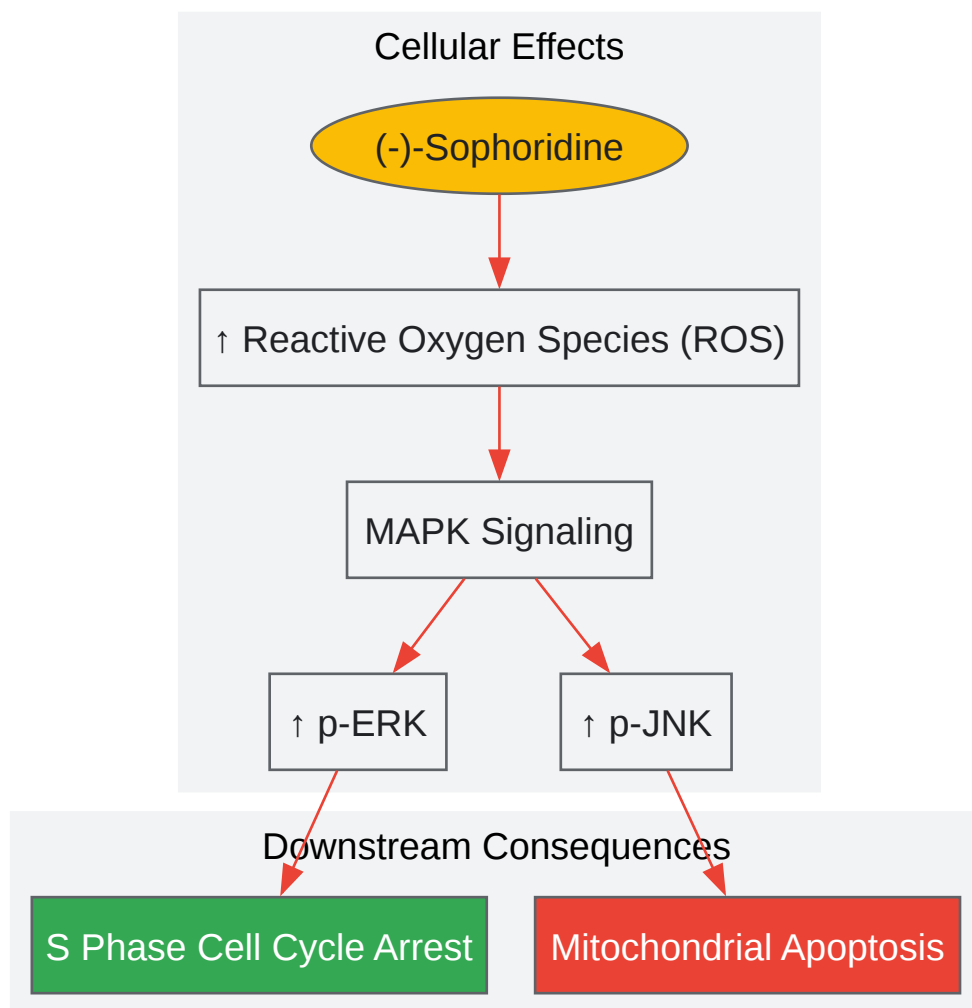 Cellular Effects
(-)-Sophoridine
↑ Reactive Oxygen Species (ROS)
MAPK Signaling
↑ p-ERK
↑ p-JNK
Downstream Consequences
S Phase Cell Cycle Arrest
Mitochondrial Apoptosis